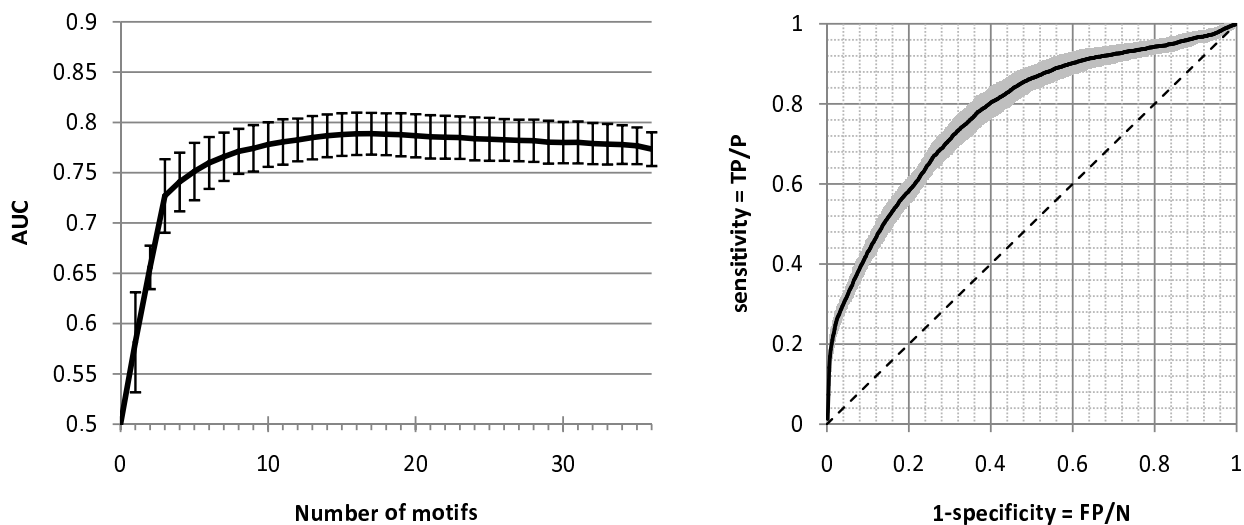 AUC
0.9
0.85
0.8
0.75
0.7
0.65
0.6
0.55
0.5
0 10 20 30
Number of motifs
sensitivity = TP/P
1
0.8
0.6
0.4
0.2
0
0 0.2 0.4 0.6 0.8 1
1-specificity = FP/N